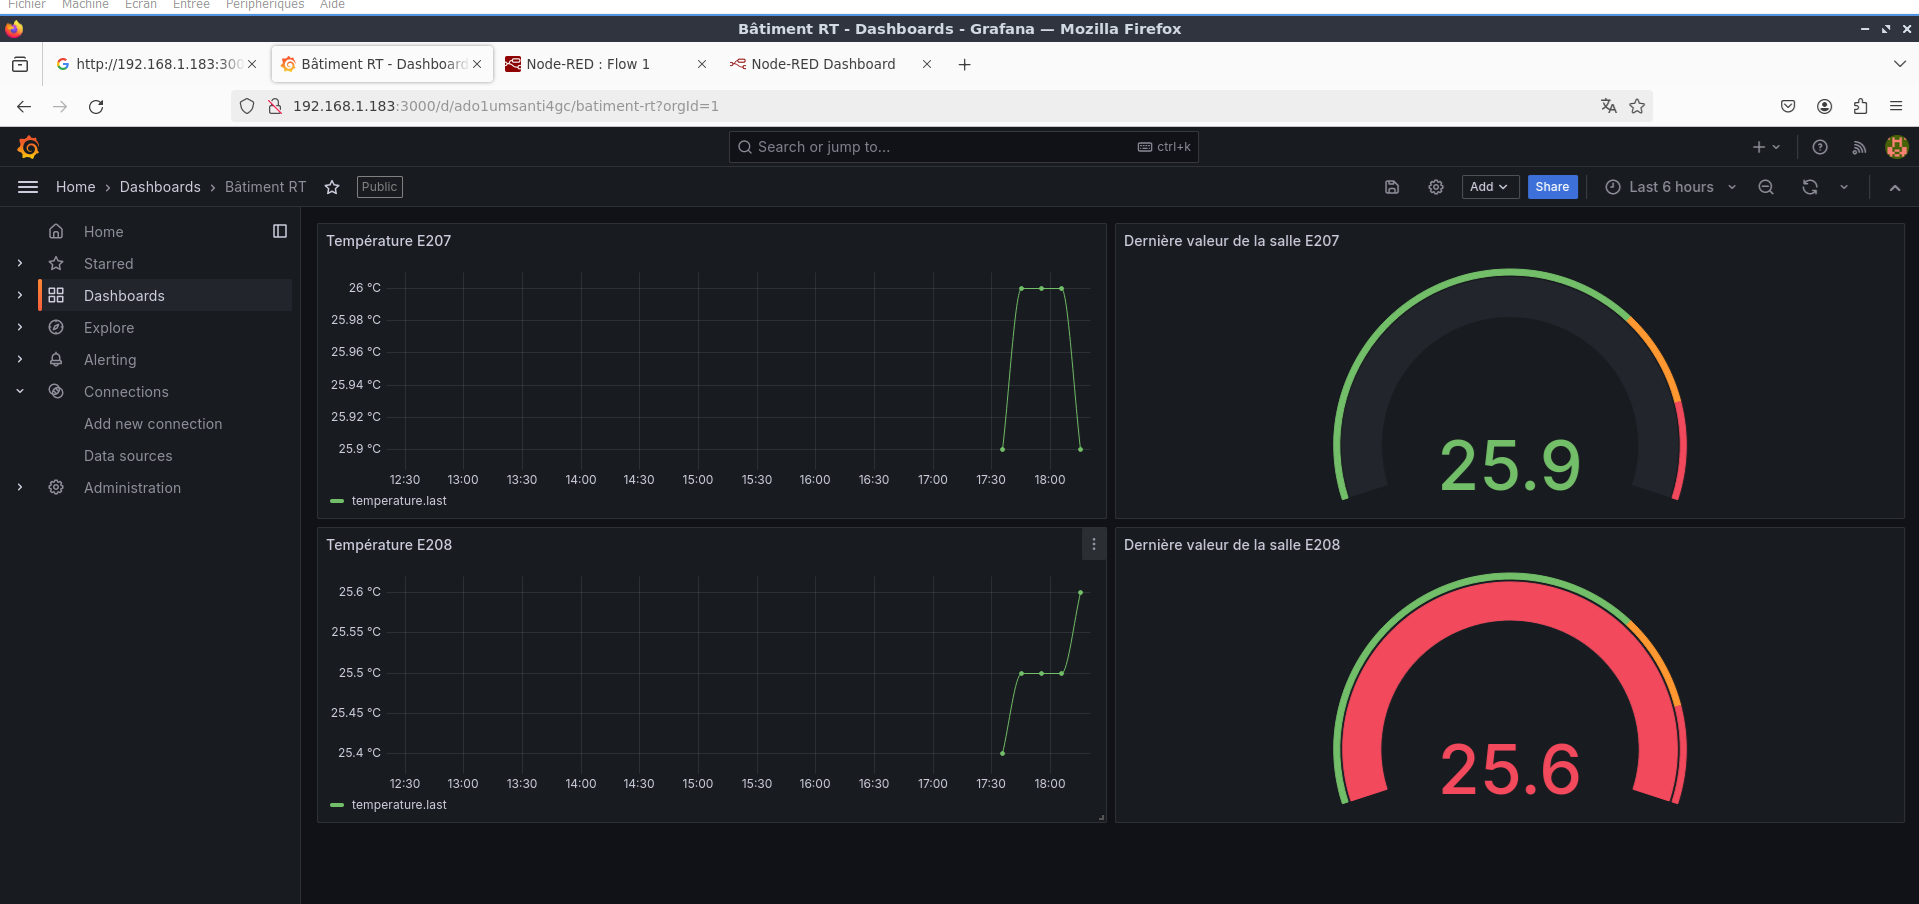 Fichier Machine Écran Entrée Périphériques Aide
Bâtiment RT - Dashboards - Grafana — Mozilla Firefox
http://192.168.1.183:300
Bâtiment RT - Dashboard
Node-RED : Flow 1
Node-RED Dashboard
192.168.1.183:3000/d/ado1umsanti4gc/batiment-rt?orgId=1
Search or jump to...
ctrl+k
Home
Dashboards
Bâtiment RT
Public
Add
Share
Last 6 hours
Home
Starred
Dashboards
Explore
Alerting
Connections
Add new connection
Data sources
Administration
Température E207
26 °C
25.98 °C
25.96 °C
25.94 °C
25.92 °C
25.9 °C
12:30 13:00 13:30 14:00 14:30 15:00 15:30 16:00 16:30 17:00 17:30 18:00
temperature.last
Dernière valeur de la salle E207
25.9
Température E208
25.6 °C
25.55 °C
25.5 °C
25.45 °C
25.4 °C
12:30 13:00 13:30 14:00 14:30 15:00 15:30 16:00 16:30 17:00 17:30 18:00
temperature.last
Dernière valeur de la salle E208
25.6